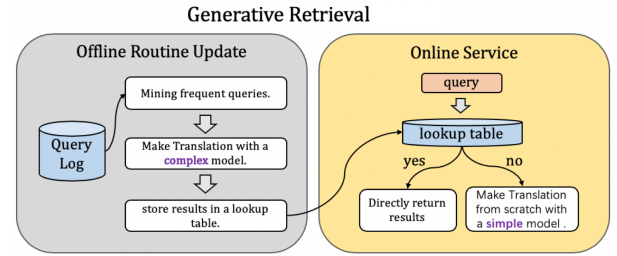 Generative Retrieval
Offline Routine Update
Query
Log
Mining frequent queries.
Make Translation with a
complex model.
store results in a lookup
table.
Online Service
query
lookup table
yes
no
Directly return
results
Make Translation
from scratch with
a simple model .